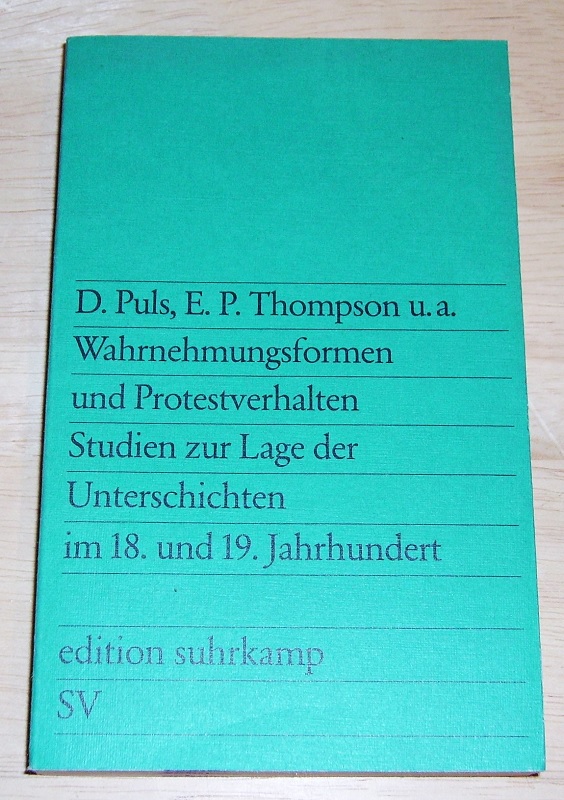 D. Puls, E. P. Thompson u. a.
Wahrnehmungsformen
und Protestverhalten
Studien zur Lage der
Unterschichten
im 18. und 19. Jahrhundert
edition suhrkamp
SV